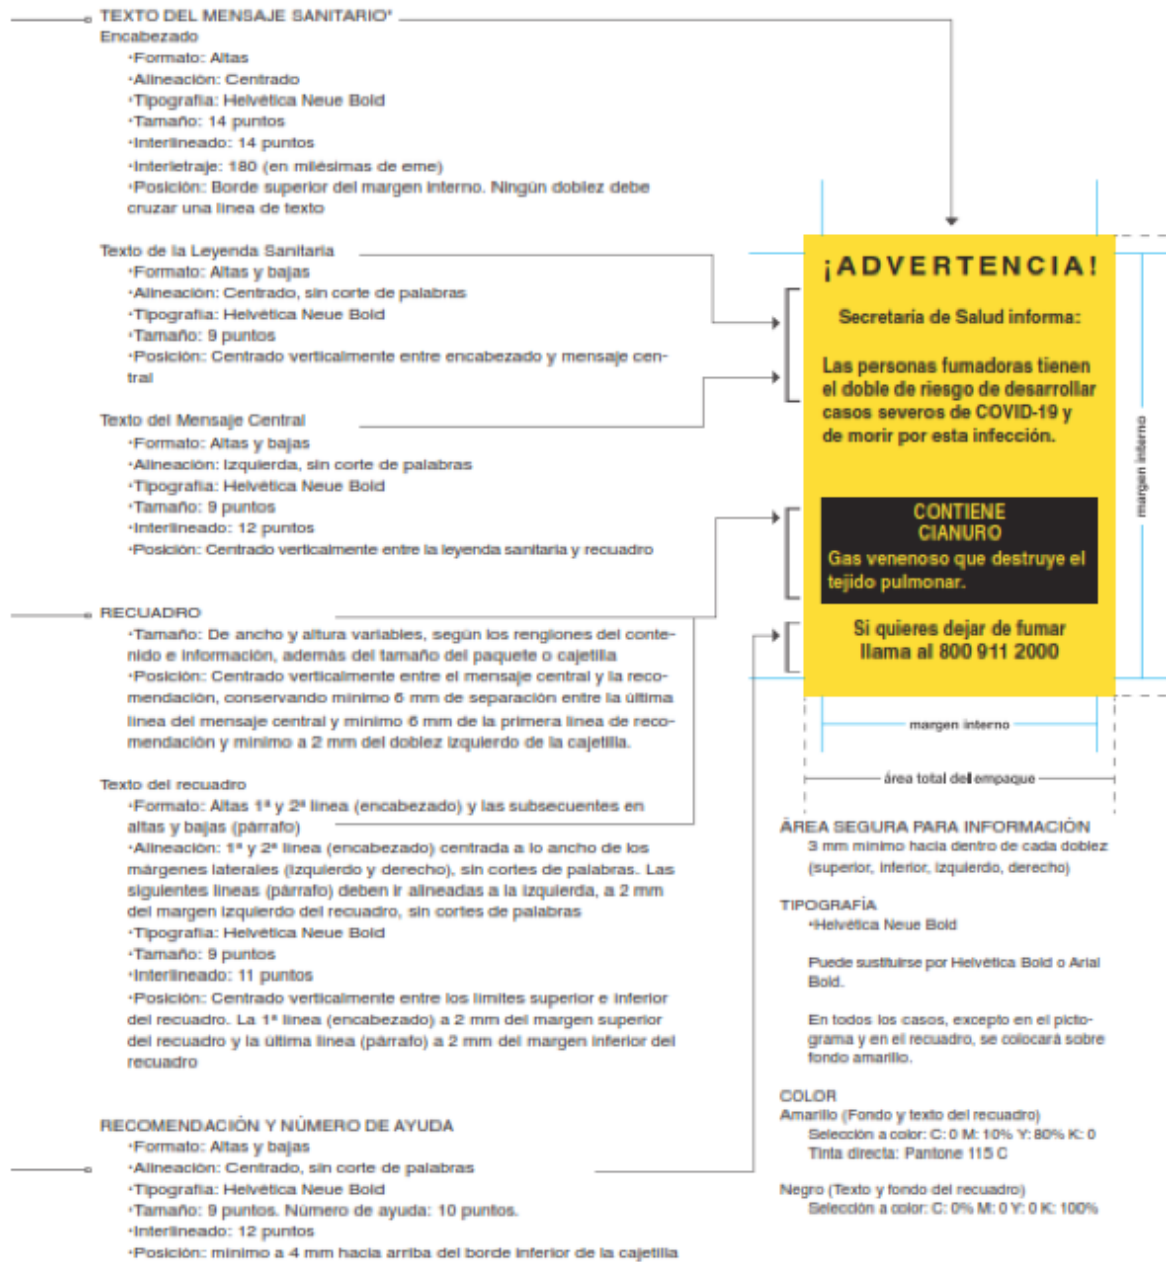 TEXTO DEL MENSAJE SANITARIO*
Encabezado
•Formato: Altas
•Alineación: Centrado
•Tipografía: Helvética Neue Bold
•Tamaño: 14 puntos
•Interlineado: 14 puntos
•Interletraje: 180 (en milésimas de eme)
•Posición: Borde superior del margen interno. Ningún doblez debe
cruzar una línea de texto
Texto de la Leyenda Sanitaria
•Formato: Altas y bajas
•Alineación: Centrado, sin corte de palabras
•Tipografía: Helvética Neue Bold
•Tamaño: 9 puntos
•Posición: Centrado verticalmente entre encabezado y mensaje cen-
tral
Texto del Mensaje Central
•Formato: Altas y bajas
•Alineación: Izquierda, sin corte de palabras
•Tipografía: Helvética Neue Bold
•Tamaño: 9 puntos
•Interlineado: 12 puntos
•Posición: Centrado verticalmente entre la leyenda sanitaria y recuadro
RECUADRO
•Tamaño: De ancho y altura variables, según los renglones del conte-
nido e información, además del tamaño del paquete o cajetilla
•Posición: Centrado verticalmente entre el mensaje central y la reco-
mendación, conservando mínimo 6 mm de separación entre la última
línea del mensaje central y mínimo 6 mm de la primera línea de reco-
mendación y mínimo a 2 mm del doblez izquierdo de la cajetilla.
Texto del recuadro
•Formato: Altas 1ª y 2ª línea (encabezado) y las subsecuentes en
altas y bajas (párrafo)
•Alineación: 1ª y 2ª línea (encabezado) centrada a lo ancho de los
márgenes laterales (izquierdo y derecho), sin cortes de palabras. Las
siguientes líneas (párrafo) deben ir alineadas a la izquierda, a 2 mm
del margen izquierdo del recuadro, sin cortes de palabras
•Tipografía: Helvética Neue Bold
•Tamaño: 9 puntos
•Interlineado: 11 puntos
•Posición: Centrado verticalmente entre los límites superior e inferior
del recuadro. La 1ª línea (encabezado) a 2 mm del margen superior
del recuadro y la última línea (párrafo) a 2 mm del margen inferior del
recuadro
RECOMENDACIÓN Y NÚMERO DE AYUDA
•Formato: Altas y bajas
•Alineación: Centrado, sin corte de palabras
•Tipografía: Helvética Neue Bold
•Tamaño: 9 puntos. Número de ayuda: 10 puntos.
•Interlineado: 12 puntos
•Posición: mínimo a 4 mm hacia arriba del borde inferior de la cajetilla
¡ADVERTENCIA!
Secretaría de Salud informa::
Las personas fumadoras tienen
el doble de riesgo de desarrollar
casos severos de COVID-19 y
de morir por esta infección.
CONTIENE
CIANURO
Gas venenoso que destruye el
tejido pulmonar.
Si quieres dejar de fumar
llama al 800 911 2000
margen interno
margen interno
área total del empaque
ÁREA SEGURA PARA INFORMACIÓN
3 mm mínimo hacia dentro de cada doblez
(superior, inferior, izquierdo, derecho)
TIPOGRAFÍA
•Helvética Neue Bold
Puede sustituirse por Helvética Bold o Arial
Bold.
En todos los casos, excepto en el picto-
grama y en el recuadro, se colocará sobre
fondo amarillo.
COLOR
Amarillo (Fondo y texto del recuadro)
Selección a color: C: 0 M: 10% Y: 80% K: 0
Tinta directa: Pantone 115 C
Negro (Texto y fondo del recuadro)
Selección a color: C: 0% M: 0 Y: 0 K: 100%